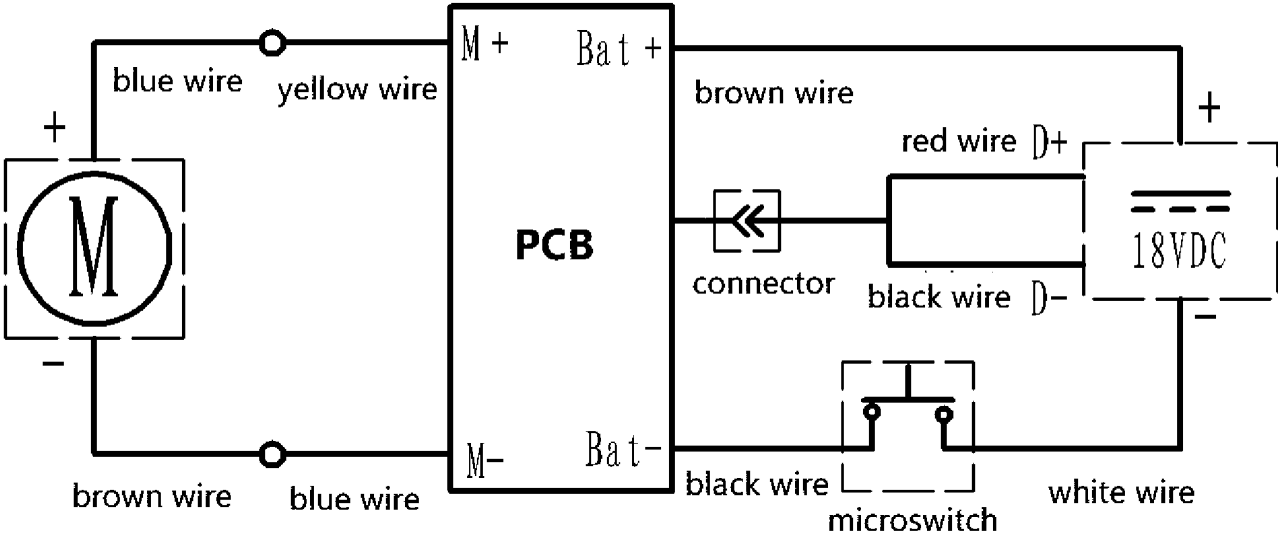 M + Bat +
blue wire yellow wire
brown wire
+ +
red wire D+
M PCB
18VDC
connector
black wire D-
- -
M- Bat-
brown wire blue wire black wire white wire
microswitch